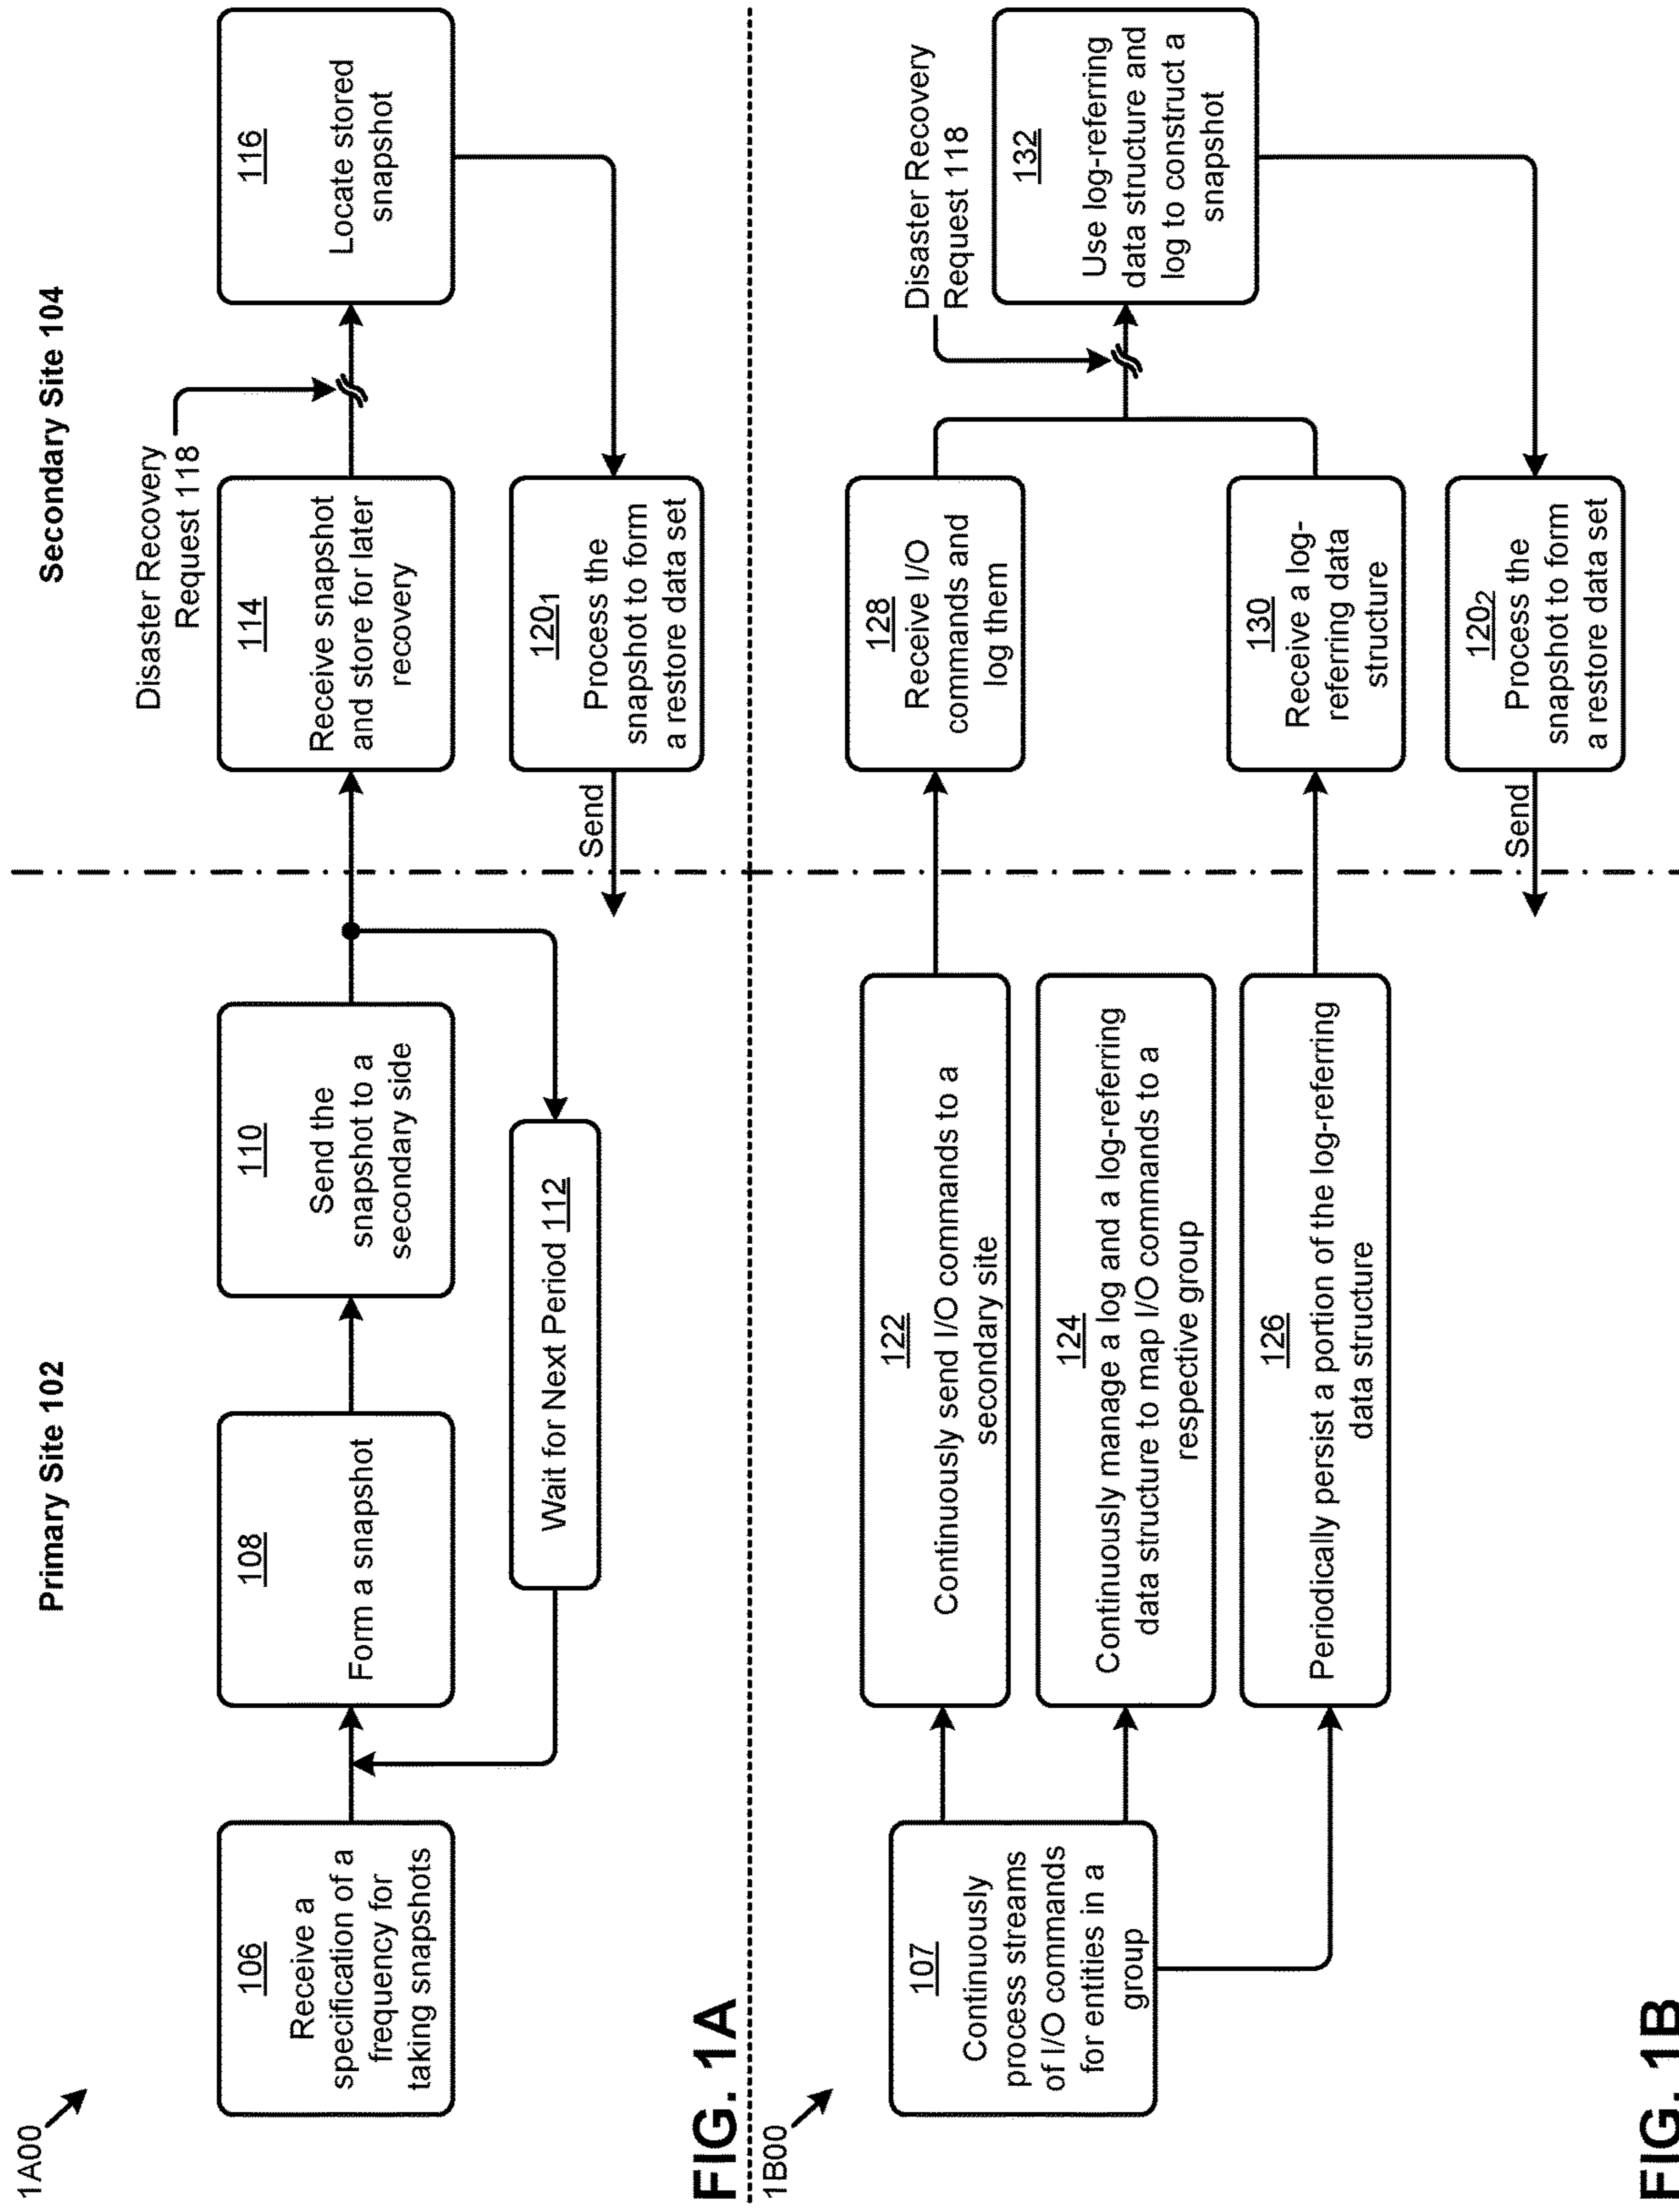 1A00
Primary Site 102
Secondary Site 104
106
Receive a
specification of a
frequency for
taking snapshots
108
Form a snapshot
110
Send the
snapshot to a
secondary side
Wait for Next Period 112
Disaster Recovery
Request 118
114
Receive snapshot
and store for later
recovery
116
Locate stored
snapshot
120₁
Process the
snapshot to form
a restore data set
Send
FIG. 1A
1B00
107
Continuously
process streams
of I/O commands
for entities in a
group
122
Continuously send I/O commands to a
secondary site
124
Continuously manage a log and a log-referring
data structure to map I/O commands to a
respective group
126
Periodically persist a portion of the log-referring
data structure
128
Receive I/O
commands and
log them
130
Receive a log-
referring data
structure
Disaster Recovery
Request 118
132
Use log-referring
data structure and
log to construct a
snapshot
120₂
Process the
snapshot to form
a restore data set
Send
FIG. 1B